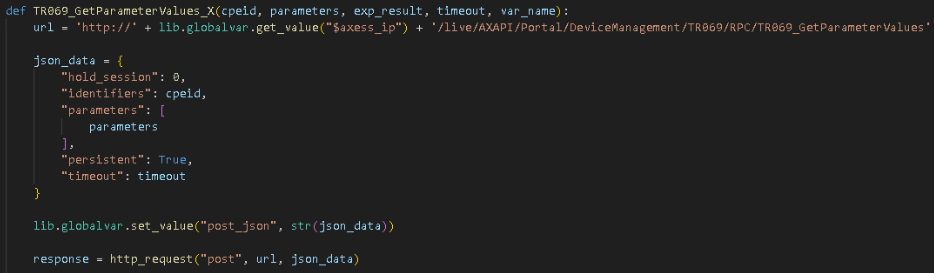 def TR069_GetParameterValues_X(cpeid, parameters, exp_result, timeout, var_name):
    url = 'http://' + lib.globalvar.get_value("$axess_ip") + '/live/AXAPI/Portal/DeviceManagement/TR069/RPC/TR069_GetParameterValues'
    json_data = {
        "hold_session": 0,
        "identifiers": cpeid,
        "parameters": [
            parameters
        ],
        "persistent": True,
        "timeout": timeout
    }
    lib.globalvar.set_value("post_json", str(json_data))
    response = http_request("post", url, json_data)